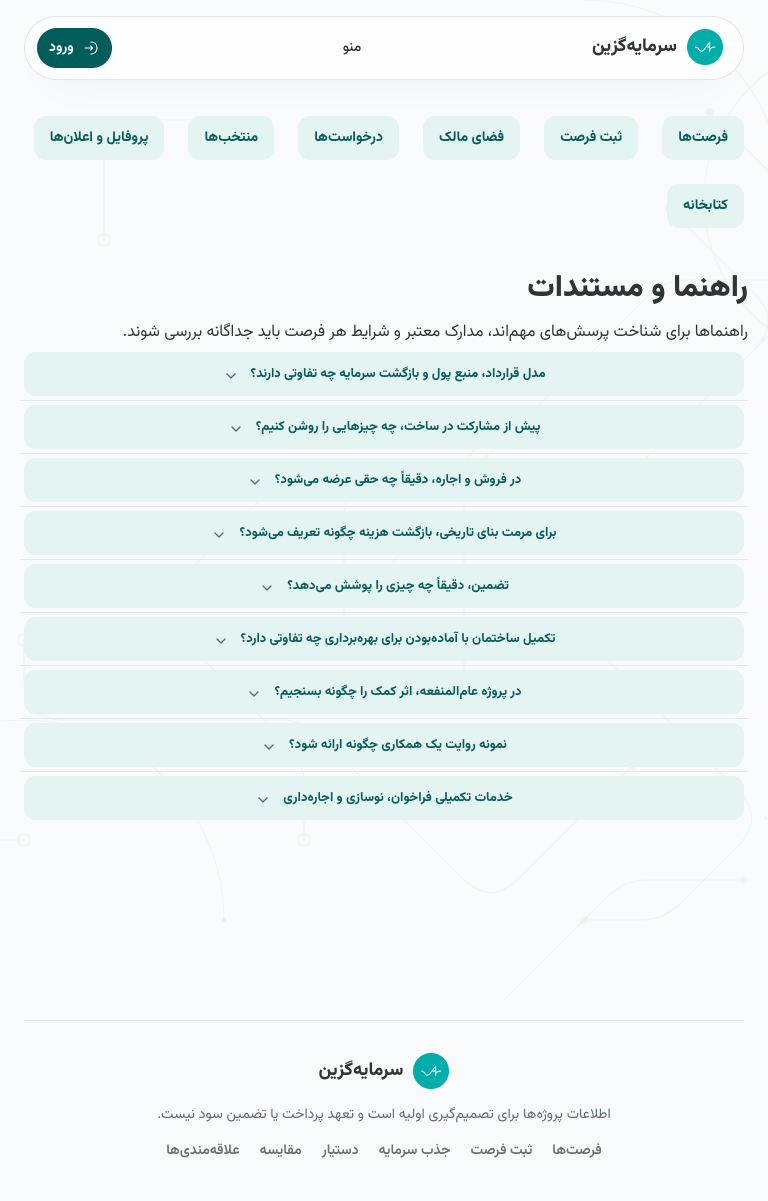 سرمایه‌گزین
منو
ورود
فرصت‌ها
ثبت فرصت
فضای مالک
درخواست‌ها
منتخب‌ها
پروفایل و اعلان‌ها
کتابخانه
راهنما و مستندات
راهنماها برای شناخت پرسش‌های مهم‌اند، مدارک معتبر و شرایط هر فرصت باید جداگانه بررسی شوند.
مدل قرارداد، منبع پول و بازگشت سرمایه چه تفاوتی دارند؟
پیش از مشارکت در ساخت، چه چیزهایی را روشن کنیم؟
در فروش و اجاره، دقیقاً چه حقی عرضه می‌شود؟
برای مرمت بنای تاریخی، بازگشت هزینه چگونه تعریف می‌شود؟
تضمین، دقیقاً چه چیزی را پوشش می‌دهد؟
تکمیل ساختمان با آماده‌بودن برای بهره‌برداری چه تفاوتی دارد؟
در پروژه عام‌المنفعه، اثر کمک را چگونه بسنجیم؟
نمونه روایت یک همکاری چگونه ارائه شود؟
خدمات تکمیلی فراخوان، نوسازی و اجاره‌داری
سرمایه‌گزین
اطلاعات پروژه‌ها برای تصمیم‌گیری اولیه است و تعهد پرداخت یا تضمین سود نیست.
فرصت‌ها
ثبت فرصت
جذب سرمایه
دستیار
مقایسه
علاقه‌مندی‌ها